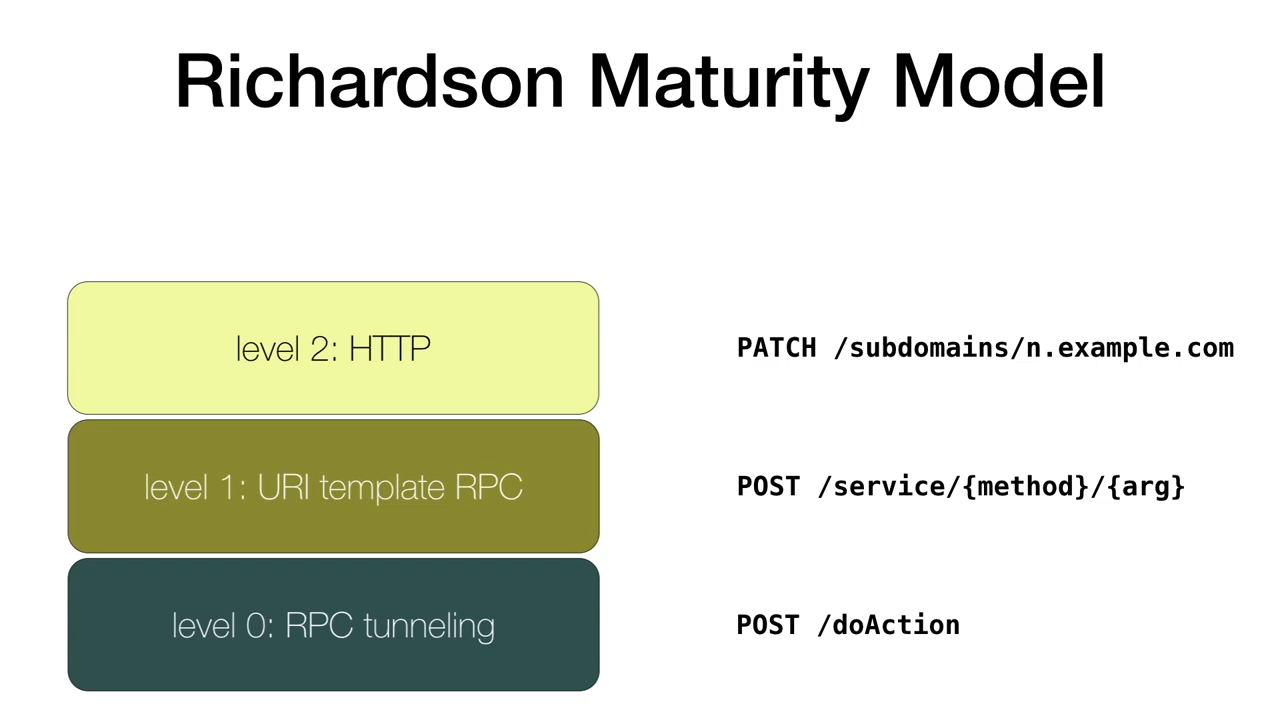 Richardson Maturity Model
level 2: HTTP
PATCH /subdomains/n.example.com
level 1: URI template RPC
POST /service/{method}/{arg}
level 0: RPC tunneling
POST /doAction